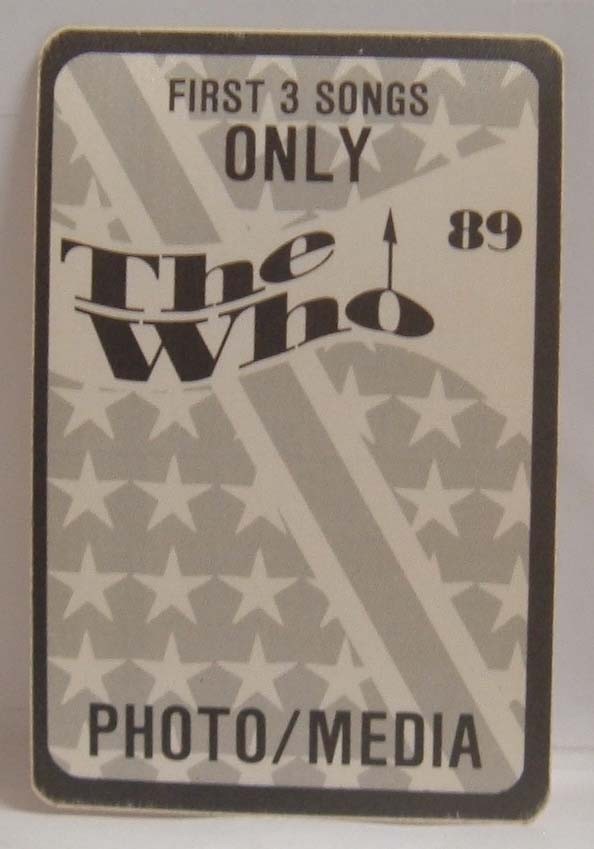 FIRST 3 SONGS
ONLY
The 89
Who
PHOTO/MEDIA